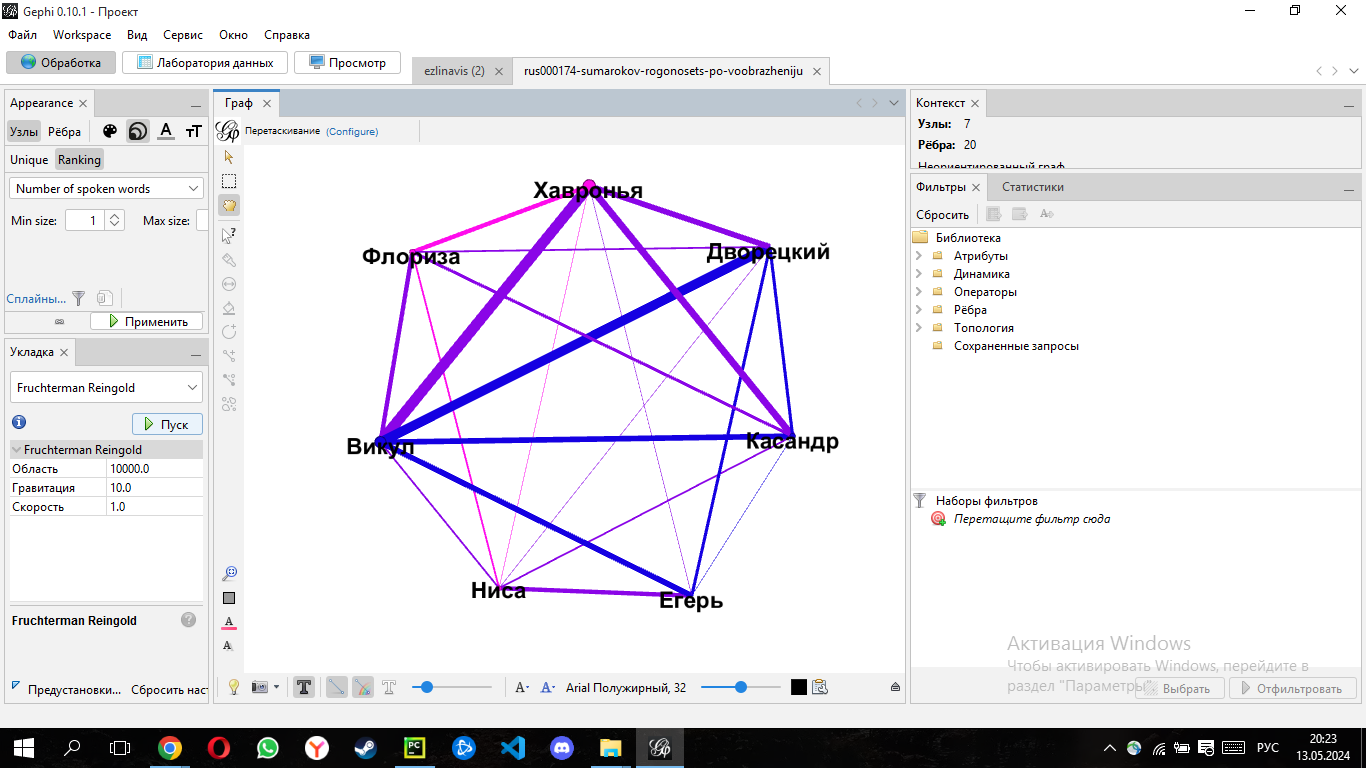 Gephi 0.10.1 - Проект
Файл Workspace Вид Сервис Окно Справка
Обработка Лаборатория данных Просмотр
ezlinavis (2) rus000174-sumarokov-rogonosets-po-voobrazheniju
Appearance
Узлы Рёбра
Unique Ranking
Number of spoken words
Min size: 1 Max size:
Сплайны...
Применить
Укладка
Fruchterman Reingold
Пуск
Fruchterman Reingold
Область 10000.0
Гравитация 10.0
Скорость 1.0
Fruchterman Reingold
Предустановки... Сбросить наст
Граф
Перетаскивание (Configure)
Хавронья
Флориза
Дворецкий
Викул
Касандр
Ниса
Егерь
Arial Полужирный, 32
Контекст
Узлы: 7
Рёбра: 20
Неориентированный граф
Фильтры Статистики
Сбросить
Библиотека
Атрибуты
Динамика
Операторы
Рёбра
Топология
Сохраненные запросы
Наборы фильтров
Перетащите фильтр сюда
Активация Windows
Чтобы активировать Windows, перейдите в
раздел "Параметры".
Выбрать Отфильтровать
РУС
20:23
13.05.2024